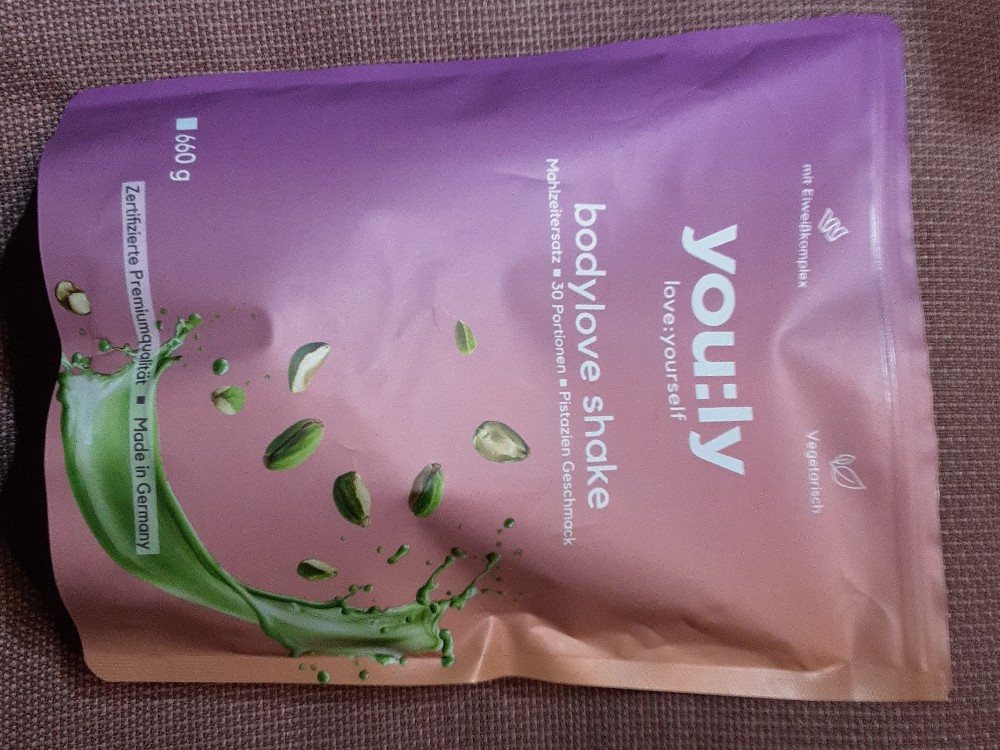 mit Eiweißkomplex
Vegetarisch
you:ly
love:yourself
bodylove shake
Mahlzeitersatz ■ 30 Portionen ■ Pistazien Geschmack
660 g
Zertifizierte Premiumqualität ■ Made in Germany